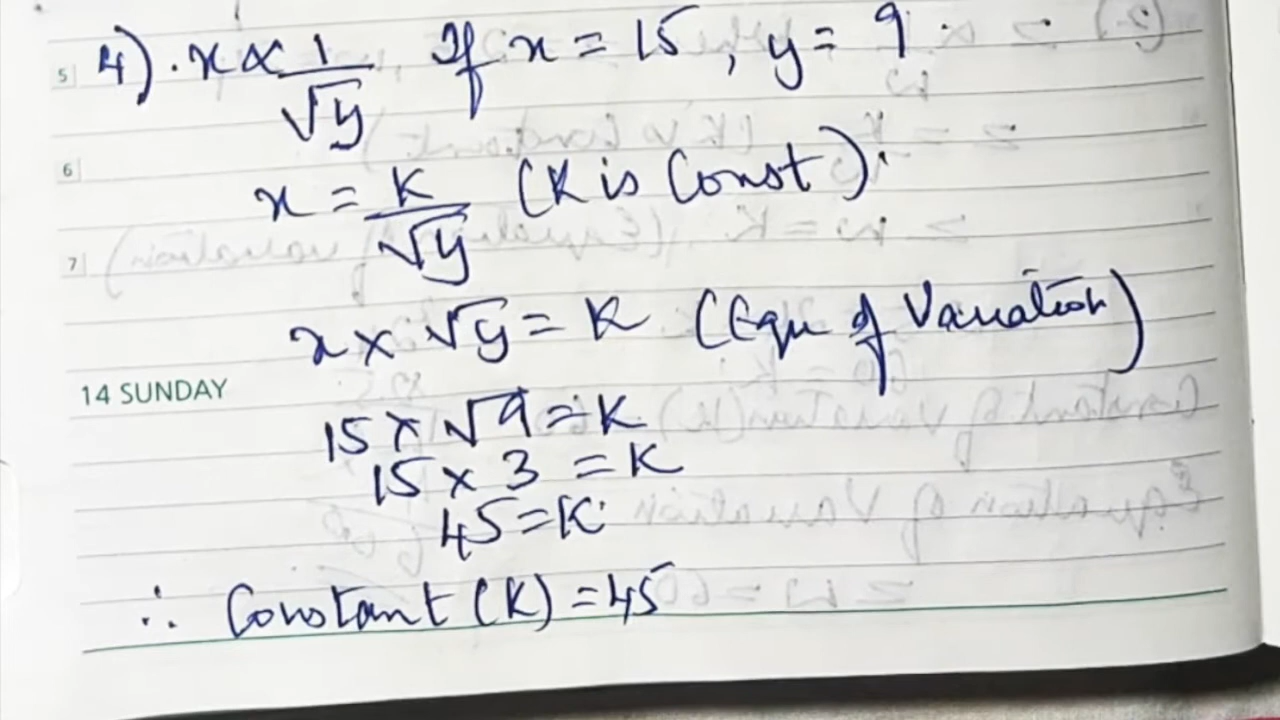 5
4). x ∝ 1/√y If x = 15, y = 9.
6
x = K/√y (K is Const).
7
x × √y = K (Equ of Variation)
14 SUNDAY
15 × √9 = K
15 × 3 = K
45 = K.
∴ Constant (K) = 45